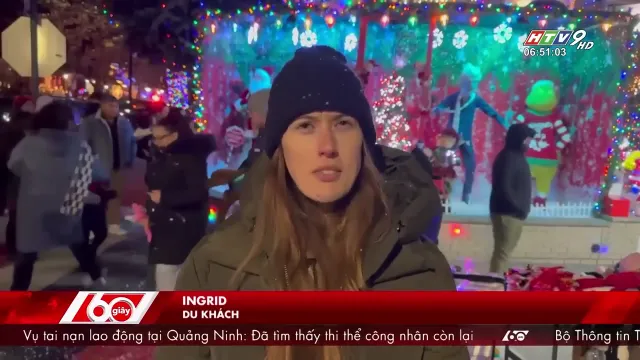 HTV9 HD
06:51:03
INGRID
60 giây
DU KHÁCH
Vụ tai nạn lao động tại Quảng Ninh: Đã tìm thấy thi thể công nhân còn lại 60 Bộ Thông tin T